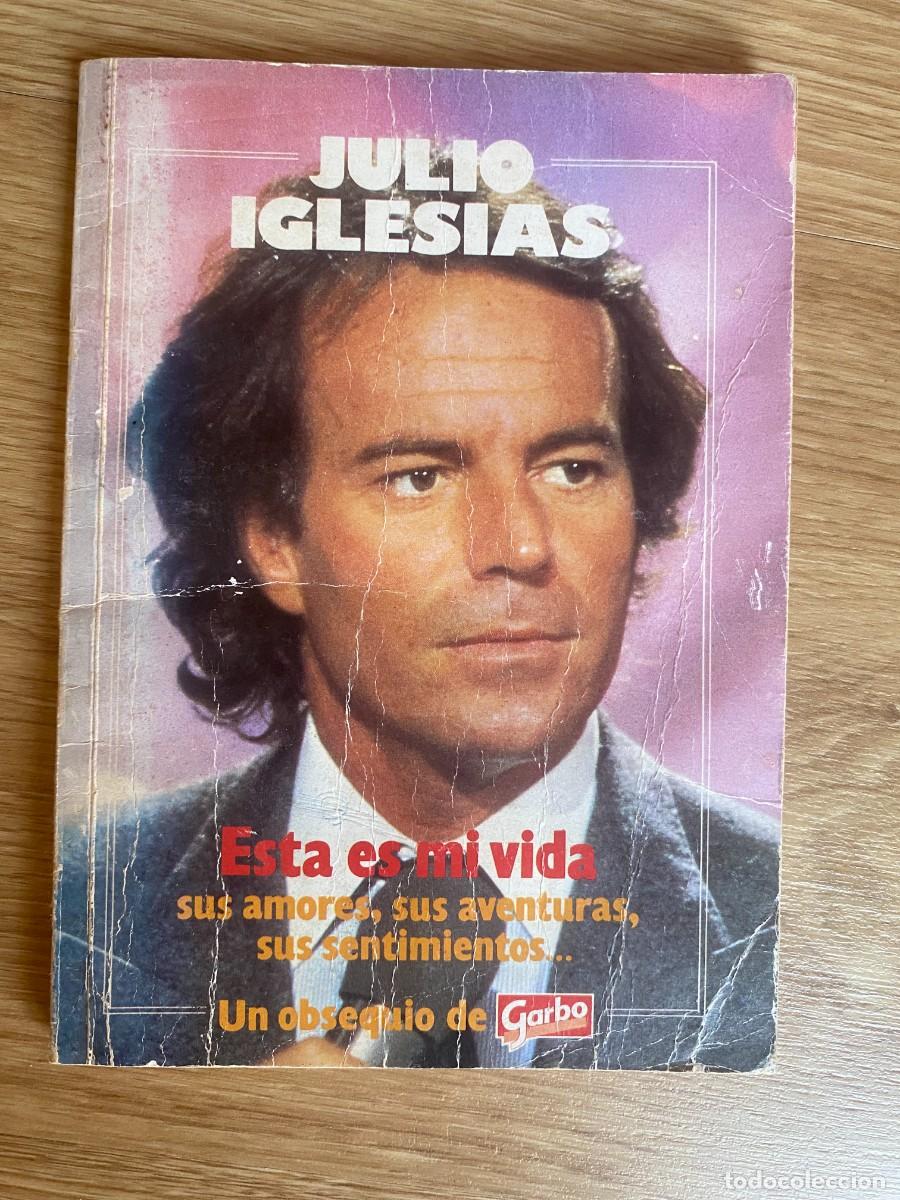 JULIO
IGLESIAS
Esta es mi vida
sus amores, sus aventuras,
sus sentimientos...
Un obsequio de Garbo
todocoleccion